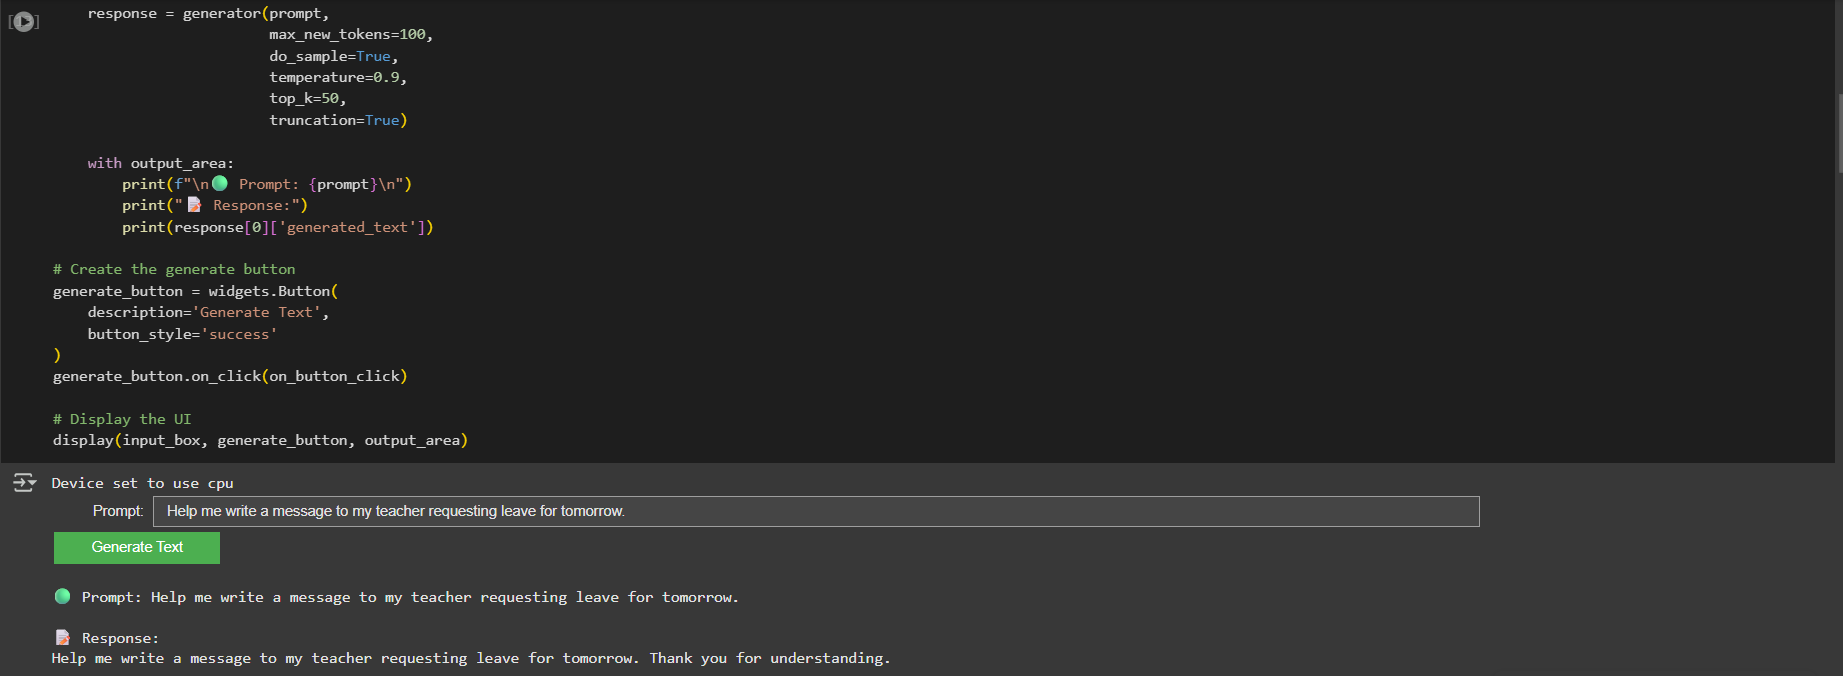 response = generator(prompt,
max_new_tokens=100,
do_sample=True,
temperature=0.9,
top_k=50,
truncation=True)
with output_area:
print(f"\n🟢 Prompt: {prompt}\n")
print("📝 Response:")
print(response[0]['generated_text'])
# Create the generate button
generate_button = widgets.Button(
description='Generate Text',
button_style='success'
)
generate_button.on_click(on_button_click)
# Display the UI
display(input_box, generate_button, output_area)
Device set to use cpu
Prompt: Help me write a message to my teacher requesting leave for tomorrow.
Generate Text
🟢 Prompt: Help me write a message to my teacher requesting leave for tomorrow.
📝 Response:
Help me write a message to my teacher requesting leave for tomorrow. Thank you for understanding.